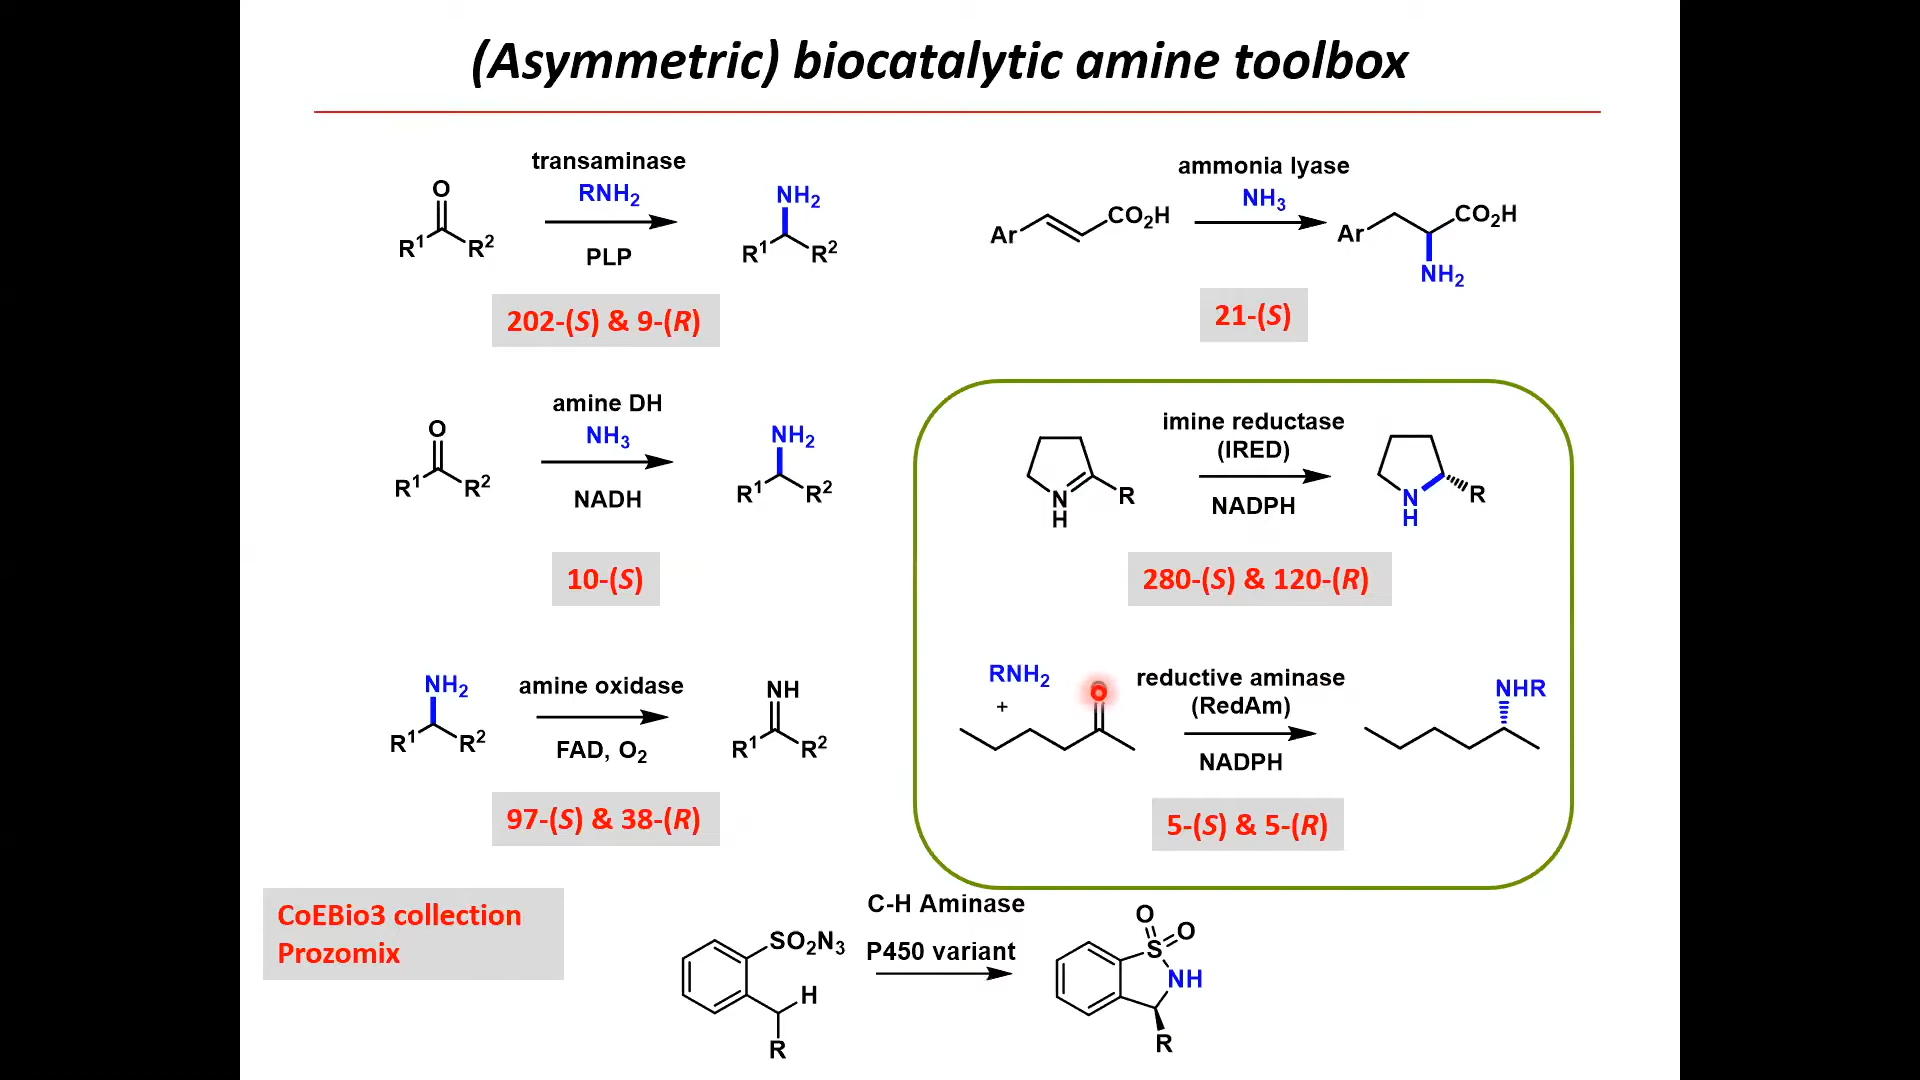 (Asymmetric) biocatalytic amine toolbox
transaminase
RNH2
PLP
O
R1 R2
NH2
R1 R2
202-(S) & 9-(R)
ammonia lyase
NH3
Ar CO2H
Ar CO2H
NH2
21-(S)
amine DH
NH3
NADH
O
R1 R2
NH2
R1 R2
10-(S)
imine reductase
(IRED)
NADPH
N R
H
N R
H
280-(S) & 120-(R)
amine oxidase
FAD, O2
NH2
R1 R2
NH
R1 R2
97-(S) & 38-(R)
RNH2
+
O
reductive aminase
(RedAm)
NADPH
NHR
5-(S) & 5-(R)
CoEBio3 collection
Prozomix
C-H Aminase
P450 variant
SO2N3
H
R
O
O
S
NH
R